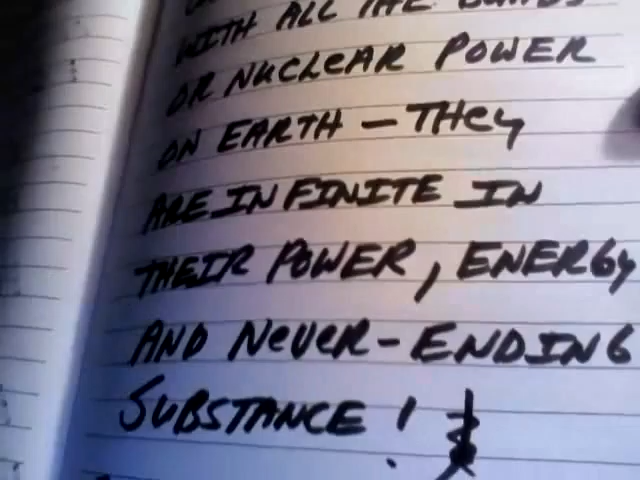 WITH ALL THE BOMBS
OR NUCLEAR POWER
ON EARTH — THEY
ARE INFINITE IN
THEIR POWER, ENERGY
AND NEVER-ENDING
SUBSTANCE!